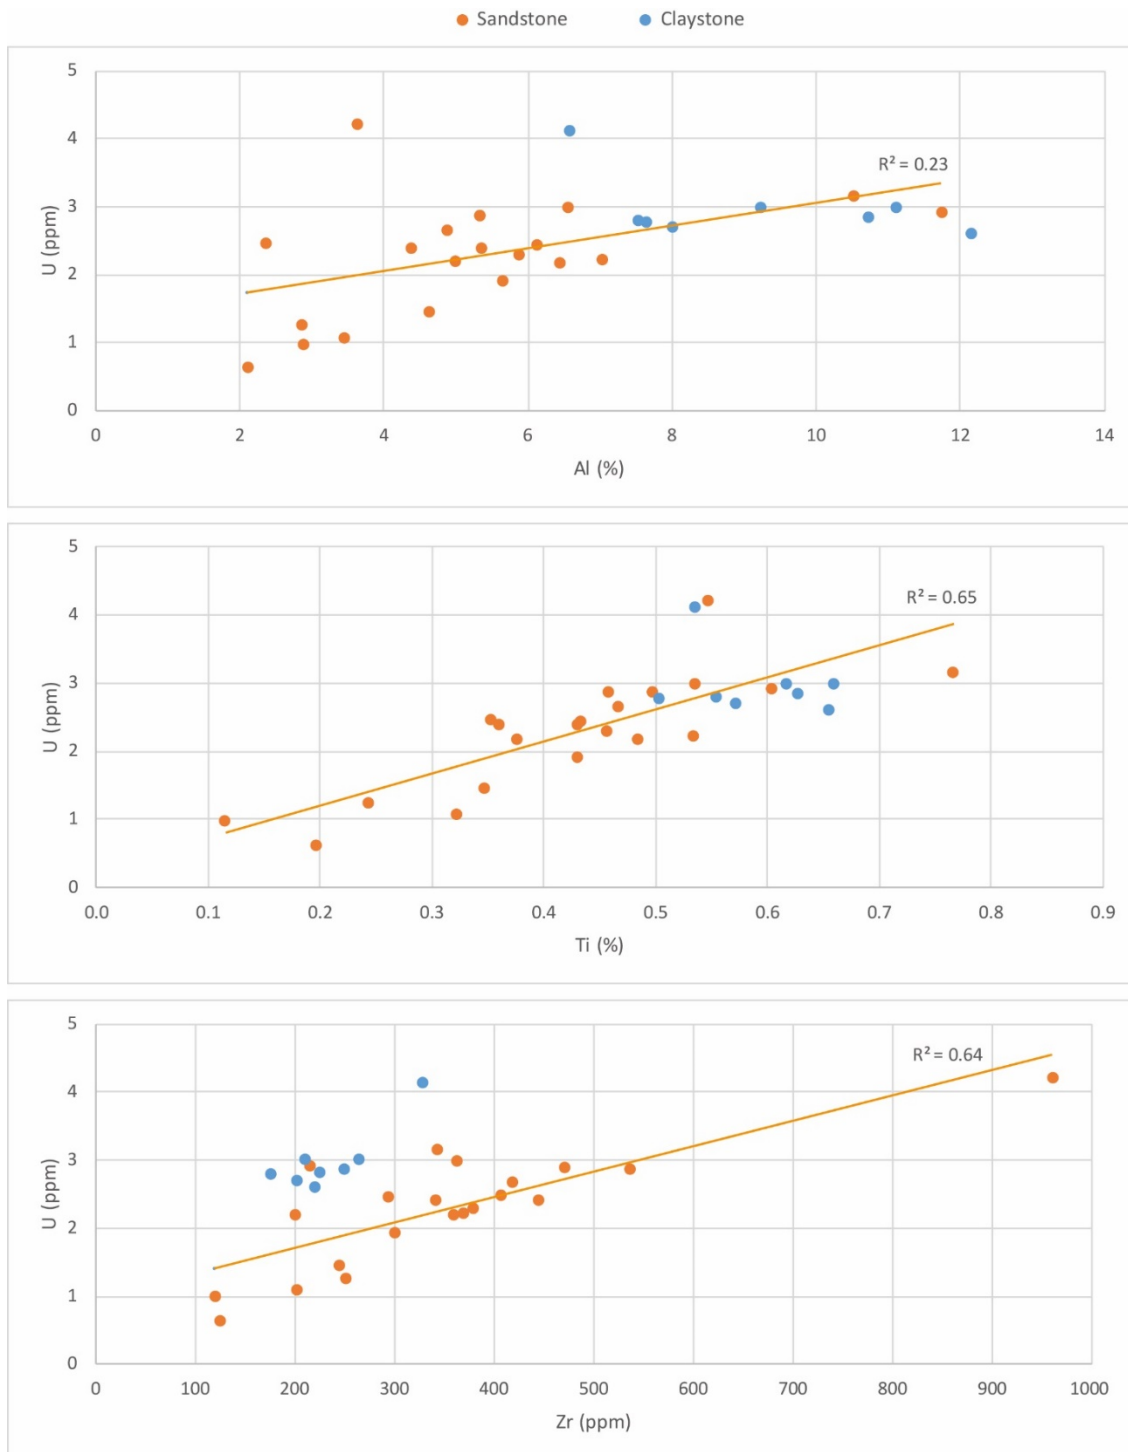 Sandstone Claystone
5
4
3
2
1
0
U (ppm)
R² = 0.23
0 2 4 6 8 10 12 14
Al (%)
5
4
3
2
1
0
U (ppm)
R² = 0.65
0.0 0.1 0.2 0.3 0.4 0.5 0.6 0.7 0.8 0.9
Ti (%)
5
4
3
2
1
0
U (ppm)
R² = 0.64
0 100 200 300 400 500 600 700 800 900 1000
Zr (ppm)